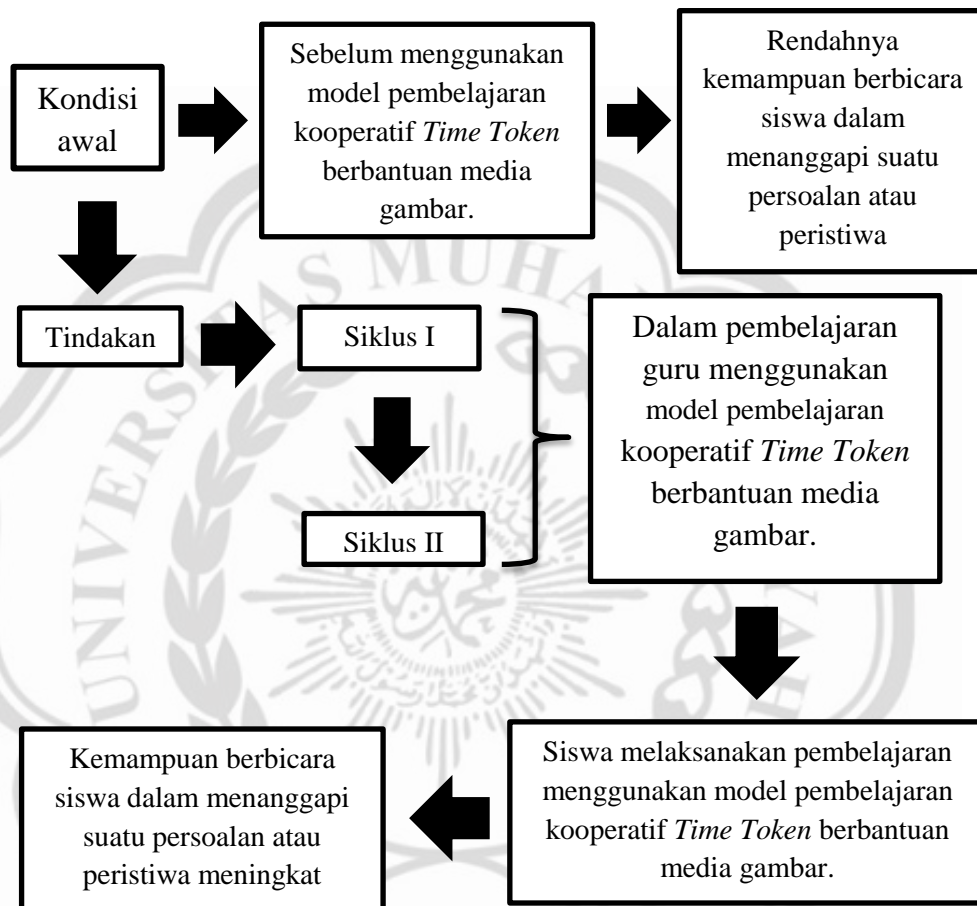 Kondisi
awal
Sebelum menggunakan
model pembelajaran
kooperatif Time Token
berbantuan media
gambar.
Rendahnya
kemampuan berbicara
siswa dalam
menanggapi suatu
persoalan atau
peristiwa
Tindakan
Siklus I
Siklus II
Dalam pembelajaran
guru menggunakan
model pembelajaran
kooperatif Time Token
berbantuan media
gambar.
Siswa melaksanakan pembelajaran
menggunakan model pembelajaran
kooperatif Time Token berbantuan
media gambar.
Kemampuan berbicara
siswa dalam menanggapi
suatu persoalan atau
peristiwa meningkat
UNIVERSITAS MUHA